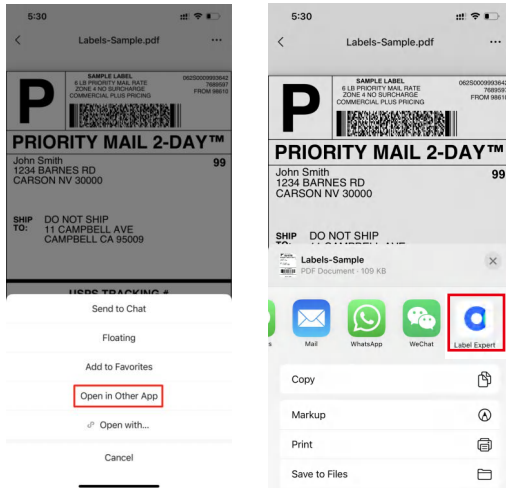 5:30
Labels-Sample.pdf
P
SAMPLE LABEL
6 LB PRIORITY MAIL RATE
ZONE 4 NO SURCHARGE
COMMERCIAL PLUS PRICING
062S0009993642
7689597
FROM 98610
PRIORITY MAIL 2-DAY™
John Smith
1234 BARNES RD
CARSON NV 30000
99
SHIP TO:
DO NOT SHIP
11 CAMPBELL AVE
CAMPBELL CA 95009
USPS TRACKING #
Send to Chat
Floating
Add to Favorites
Open in Other App
Open with...
Cancel
5:30
Labels-Sample.pdf
P
SAMPLE LABEL
6 LB PRIORITY MAIL RATE
ZONE 4 NO SURCHARGE
COMMERCIAL PLUS PRICING
PRIORITY MAIL 2-DAY™
John Smith
1234 BARNES RD
CARSON NV 30000
99
SHIP TO:
DO NOT SHIP
Labels-Sample
PDF Document - 109 KB
Mail
WhatsApp
WeChat
Label Expert
Copy
Markup
Print
Save to Files